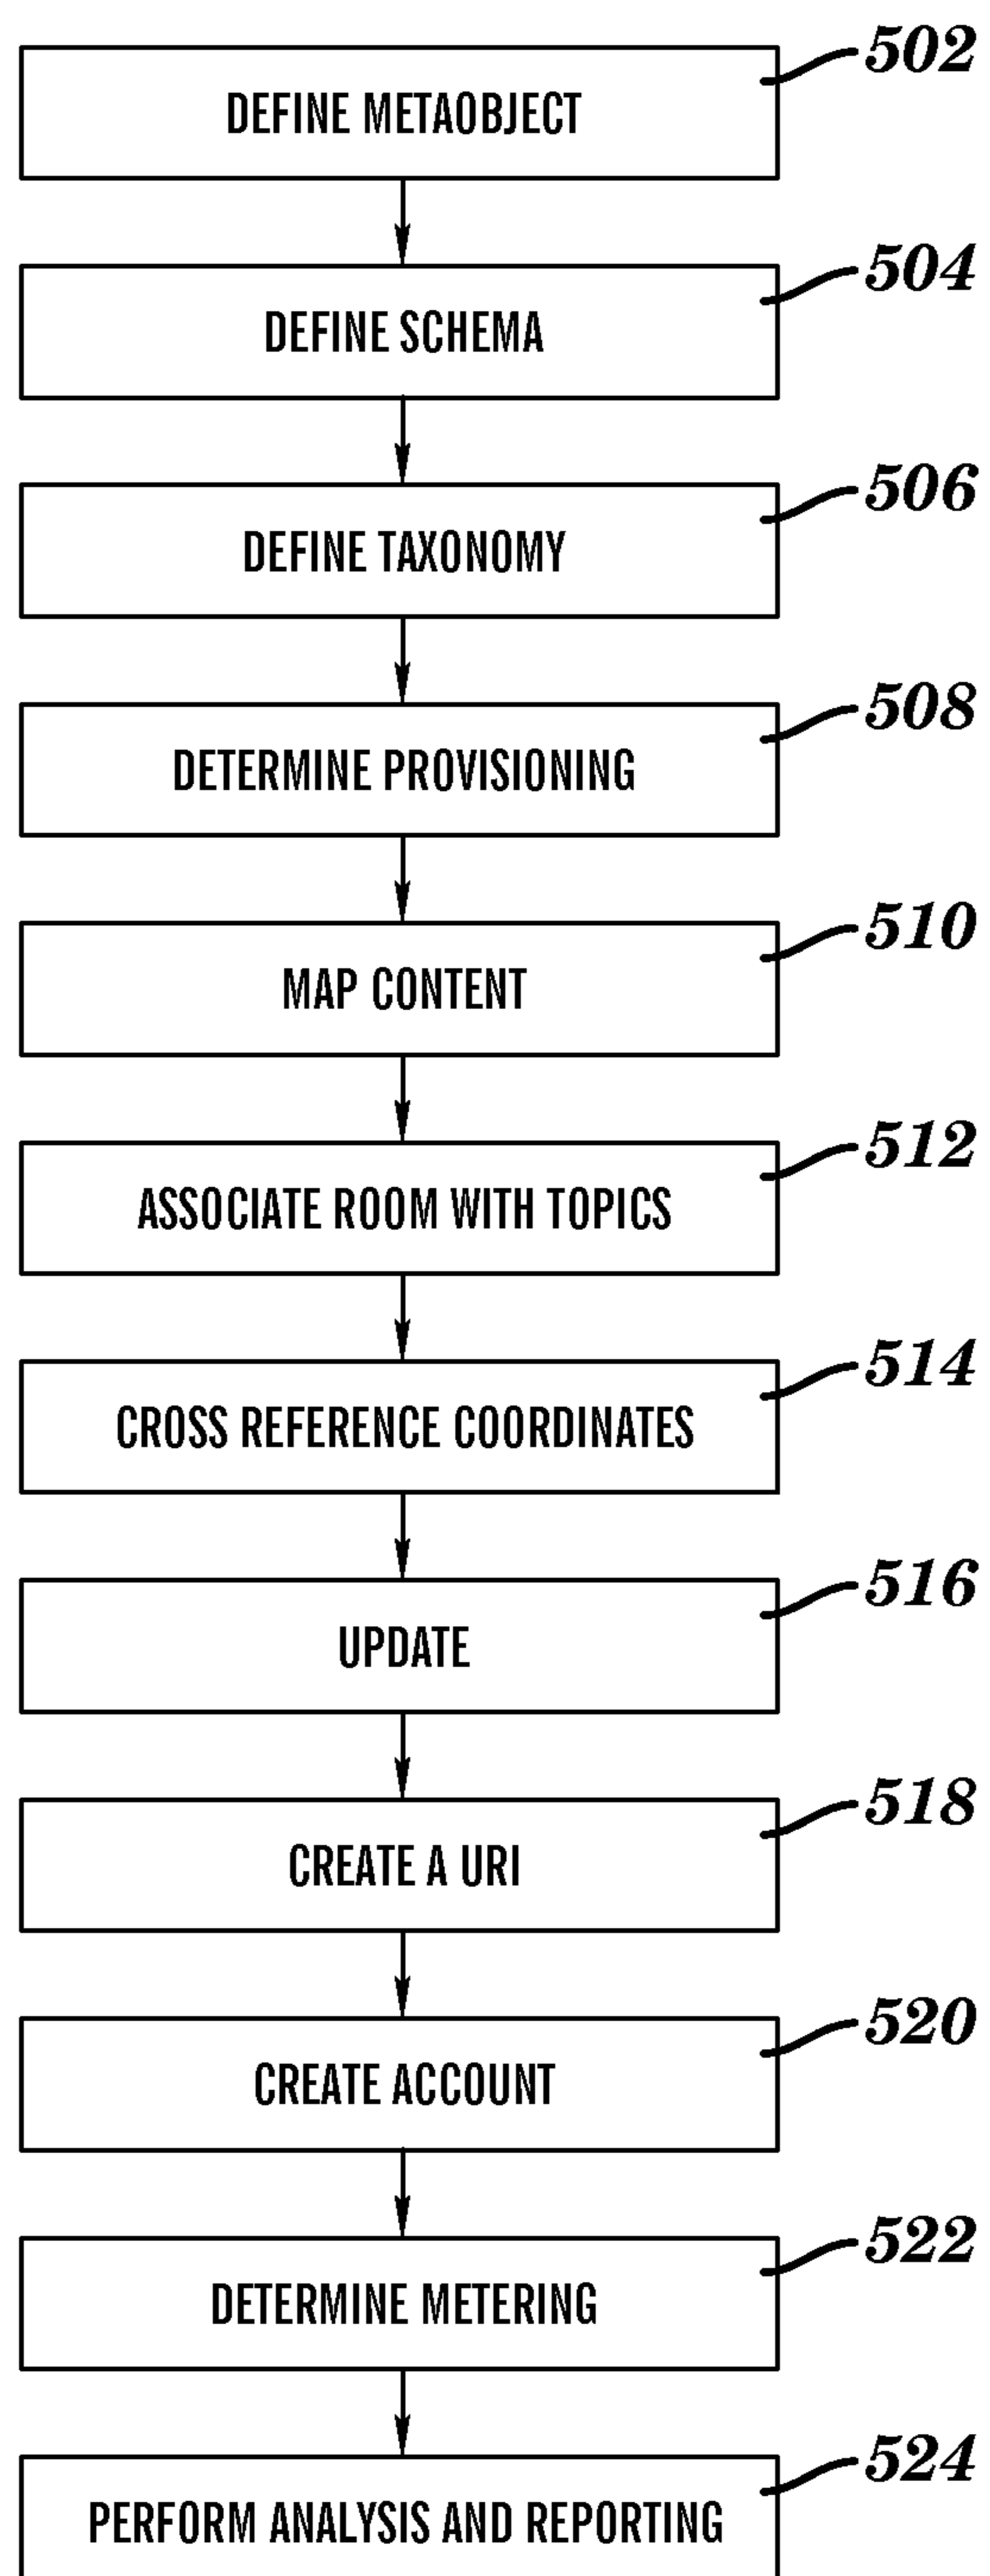 502
DEFINE METAOBJECT
504
DEFINE SCHEMA
506
DEFINE TAXONOMY
508
DETERMINE PROVISIONING
510
MAP CONTENT
512
ASSOCIATE ROOM WITH TOPICS
514
CROSS REFERENCE COORDINATES
516
UPDATE
518
CREATE A URI
520
CREATE ACCOUNT
522
DETERMINE METERING
524
PERFORM ANALYSIS AND REPORTING